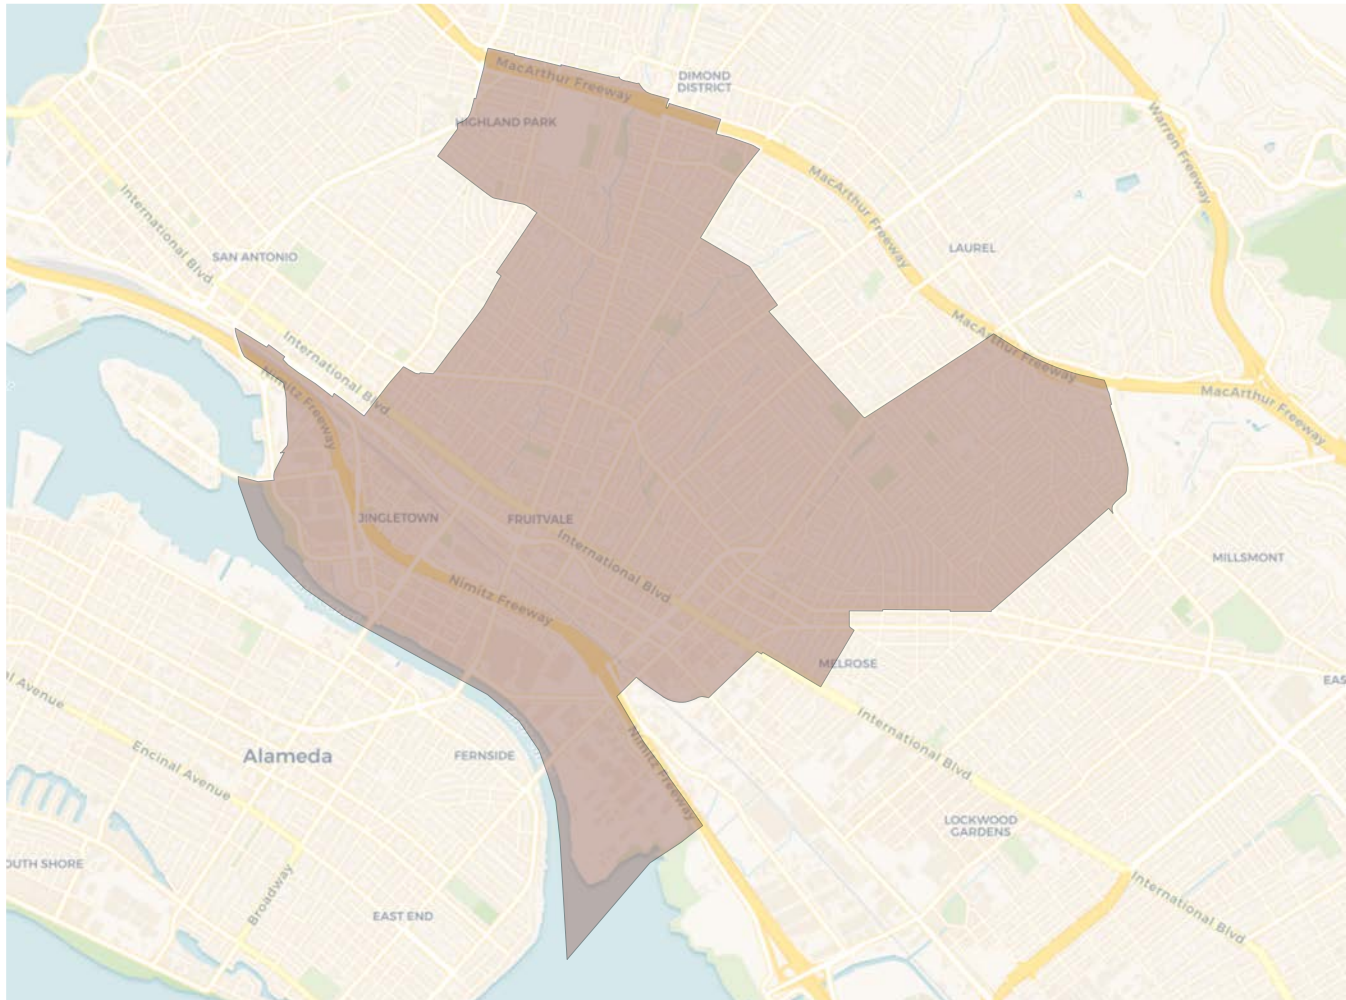 MacArthur Freeway
DIMOND
DISTRICT
HIGHLAND PARK
Warren Freeway
International Blvd
MacArthur Freeway
SAN ANTONIO
LAUREL
International Blvd
MacArthur Freeway
Nimitz Freeway
MacArthur Freeway
JINGLETOWN
FRUITVALE
International Blvd
MILLSMONT
Nimitz Freeway
MELROSE
EAS
al Avenue
Encinal Avenue
Alameda
FERNSIDE
Nimitz Freeway
International Blvd
LOCKWOOD
GARDENS
OUTH SHORE
Broadway
EAST END
International Blvd